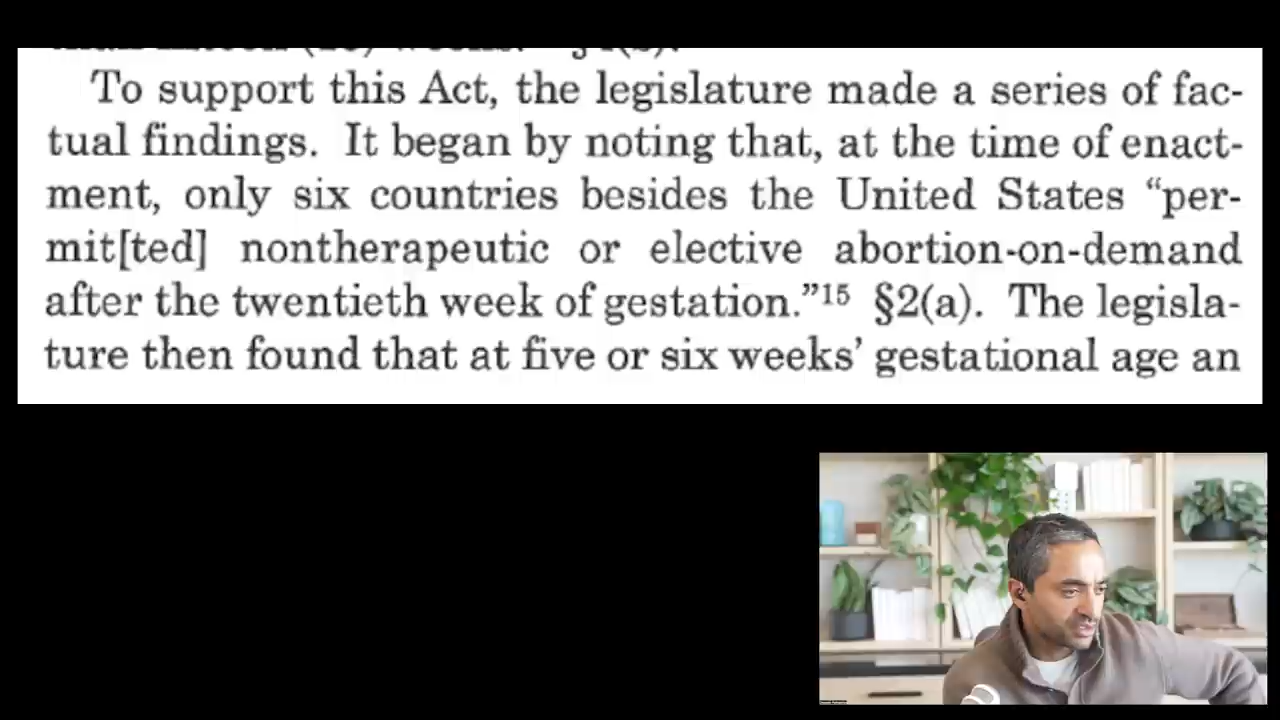 To support this Act, the legislature made a series of fac-
tual findings. It began by noting that, at the time of enact-
ment, only six countries besides the United States “per-
mit[ted] nontherapeutic or elective abortion-on-demand
after the twentieth week of gestation.”15 §2(a). The legisla-
ture then found that at five or six weeks’ gestational age an